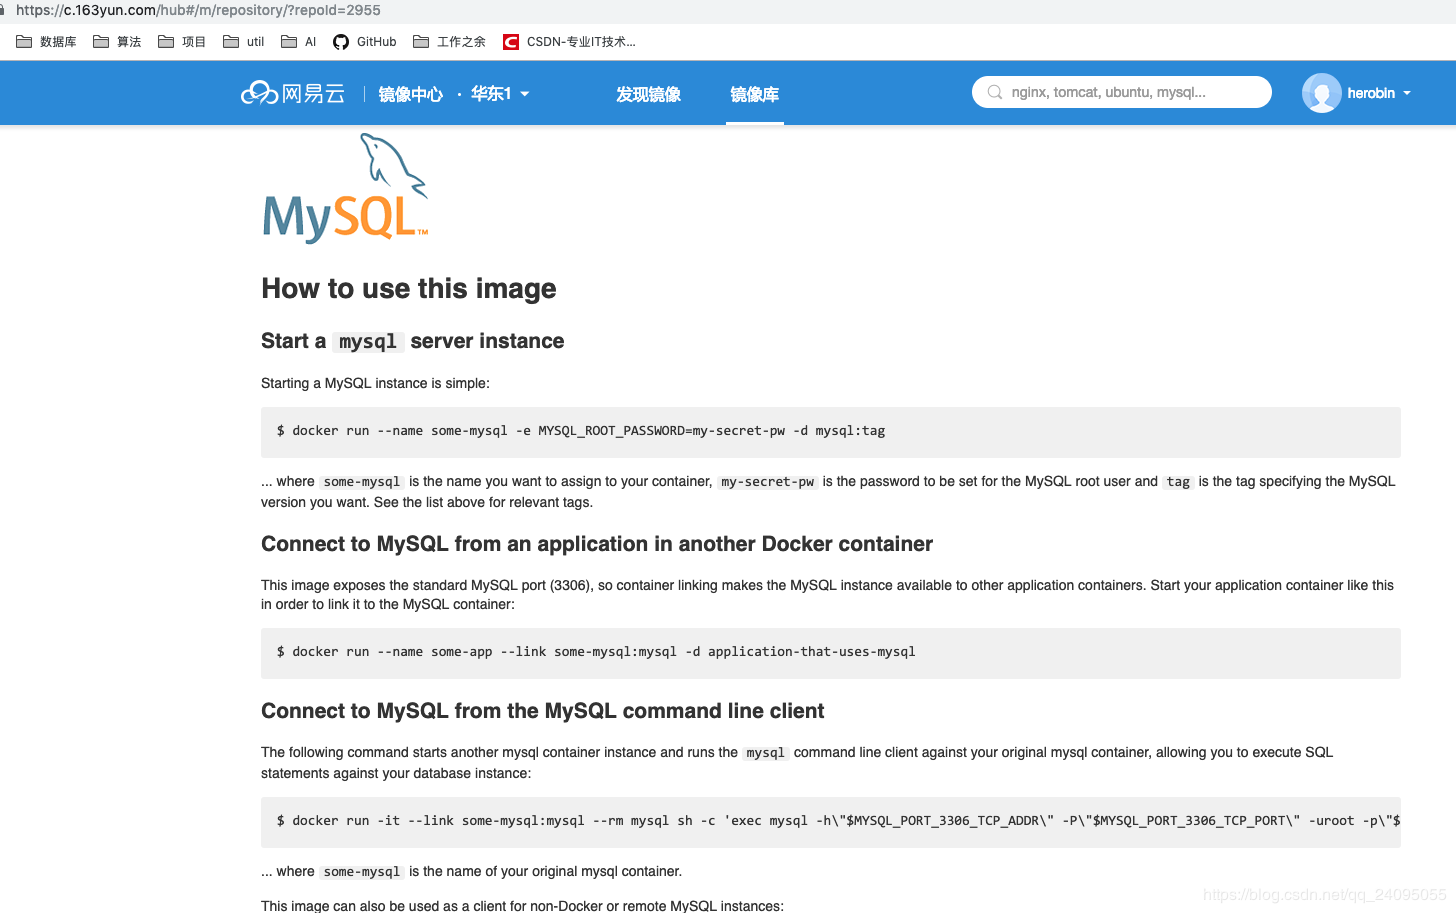 https://c.163yun.com/hub#/m/repository/?repoId=2955
数据库 算法 项目 util AI GitHub 工作之余 CSDN-专业IT技术...
网易云 镜像中心 · 华东1 发现镜像 镜像库 nginx, tomcat, ubuntu, mysql... herobin
MySQL™
How to use this image
Start a mysql server instance
Starting a MySQL instance is simple:
$ docker run --name some-mysql -e MYSQL_ROOT_PASSWORD=my-secret-pw -d mysql:tag
... where some-mysql is the name you want to assign to your container, my-secret-pw is the password to be set for the MySQL root user and tag is the tag specifying the MySQL
version you want. See the list above for relevant tags.
Connect to MySQL from an application in another Docker container
This image exposes the standard MySQL port (3306), so container linking makes the MySQL instance available to other application containers. Start your application container like this
in order to link it to the MySQL container:
$ docker run --name some-app --link some-mysql:mysql -d application-that-uses-mysql
Connect to MySQL from the MySQL command line client
The following command starts another mysql container instance and runs the mysql command line client against your original mysql container, allowing you to execute SQL
statements against your database instance:
$ docker run -it --link some-mysql:mysql --rm mysql sh -c 'exec mysql -h\"$MYSQL_PORT_3306_TCP_ADDR\" -P\"$MYSQL_PORT_3306_TCP_PORT\" -uroot -p\"$
... where some-mysql is the name of your original mysql container.
This image can also be used as a client for non-Docker or remote MySQL instances:
https://blog.csdn.net/qq_24095055